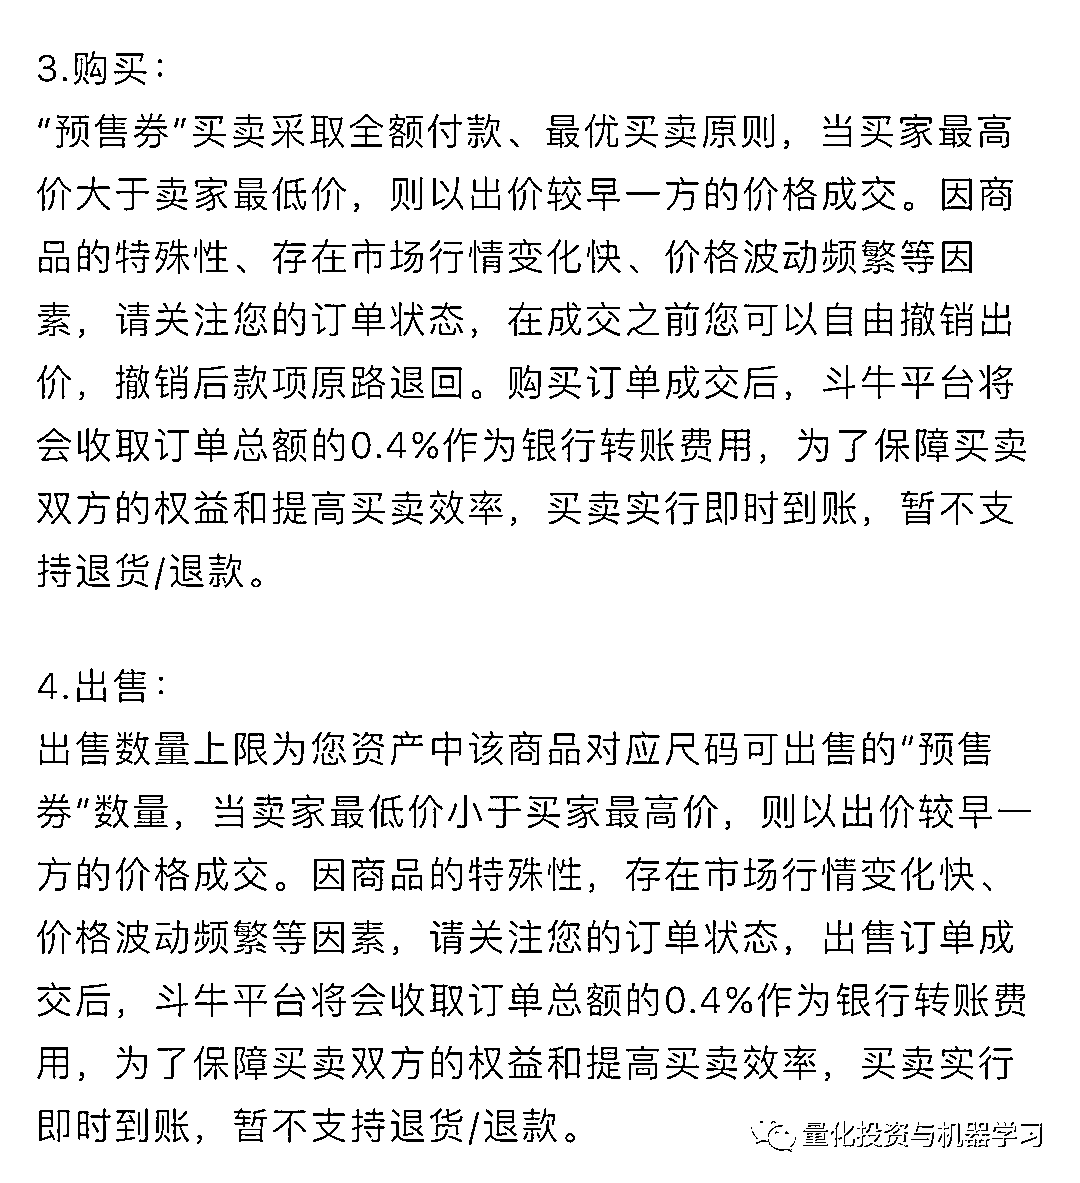 3.购买：
“预售券”买卖采取全额付款、最优买卖原则，当买家最高
价大于卖家最低价，则以出价较早一方的价格成交。因商
品的特殊性、存在市场行情变化快、价格波动频繁等因
素，请关注您的订单状态，在成交之前您可以自由撤销出
价，撤销后款项原路退回。购买订单成交后，斗牛平台将
会收取订单总额的0.4%作为银行转账费用，为了保障买卖
双方的权益和提高买卖效率，买卖实行即时到账，暂不支
持退货/退款。
4.出售：
出售数量上限为您资产中该商品对应尺码可出售的“预售
券”数量，当卖家最低价小于买家最高价，则以出价较早一
方的价格成交。因商品的特殊性，存在市场行情变化快、
价格波动频繁等因素，请关注您的订单状态，出售订单成
交后，斗牛平台将会收取订单总额的0.4%作为银行转账费
用，为了保障买卖双方的权益和提高买卖效率，买卖实行
即时到账，暂不支持退货/退款。
量化投资与机器学习